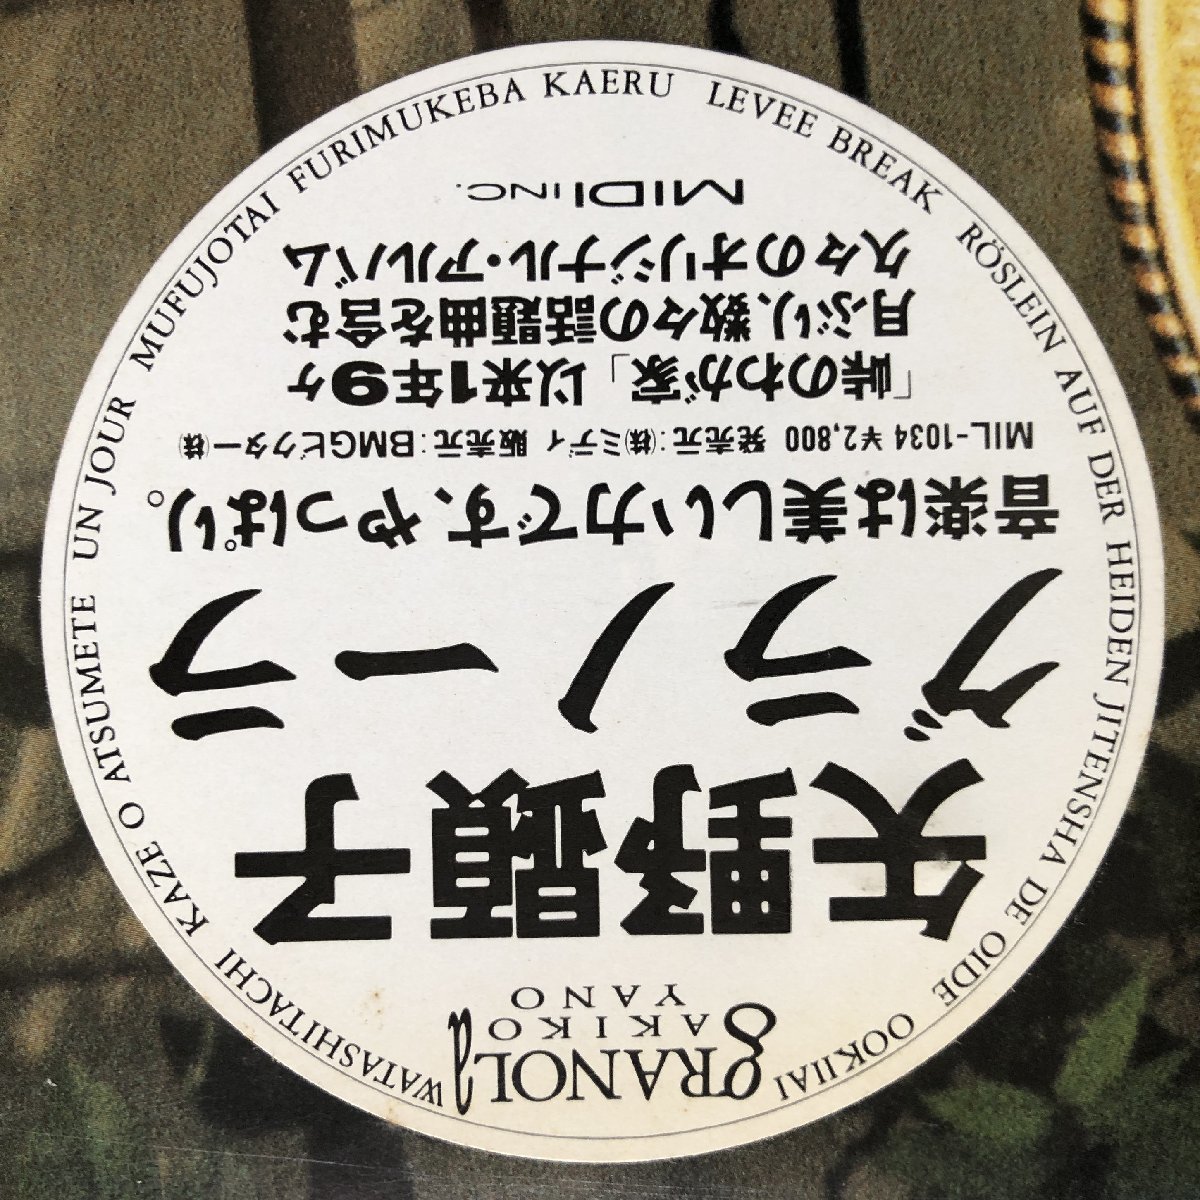 gRANOLa
AKIKO
YANO
矢野顕子
グラノーラ
音楽は美しい力です、やっぱり。
MIL-1034 ¥2,800 発売元:㈱ミディ 販売元:BMGビクター㈱
「峠のわが家」以来1年9ヶ
月ぶり、数々の話題曲を含む
久々のオリジナル・アルバム
MIDI INC.
WATASHITACHI KAZE O ATSUMETE UN JOUR MUFUJOTAI FURIMUKEBA KAERU LEVEE BREAK RÖSLEIN AUF DER HEIDEN JITENSHA DE OIDE OOKIIAI